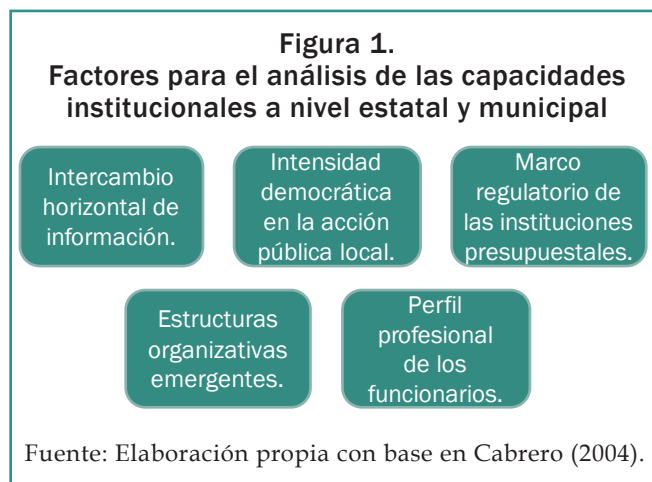 Figura 1.
Factores para el análisis de las capacidades
institucionales a nivel estatal y municipal
Intercambio
horizontal de
información.
Intensidad
democrática
en la acción
pública local.
Marco
regulatorio de
las instituciones
presupuestales.
Estructuras
organizativas
emergentes.
Perfil
profesional
de los
funcionarios.
Fuente: Elaboración propia con base en Cabrero (2004).